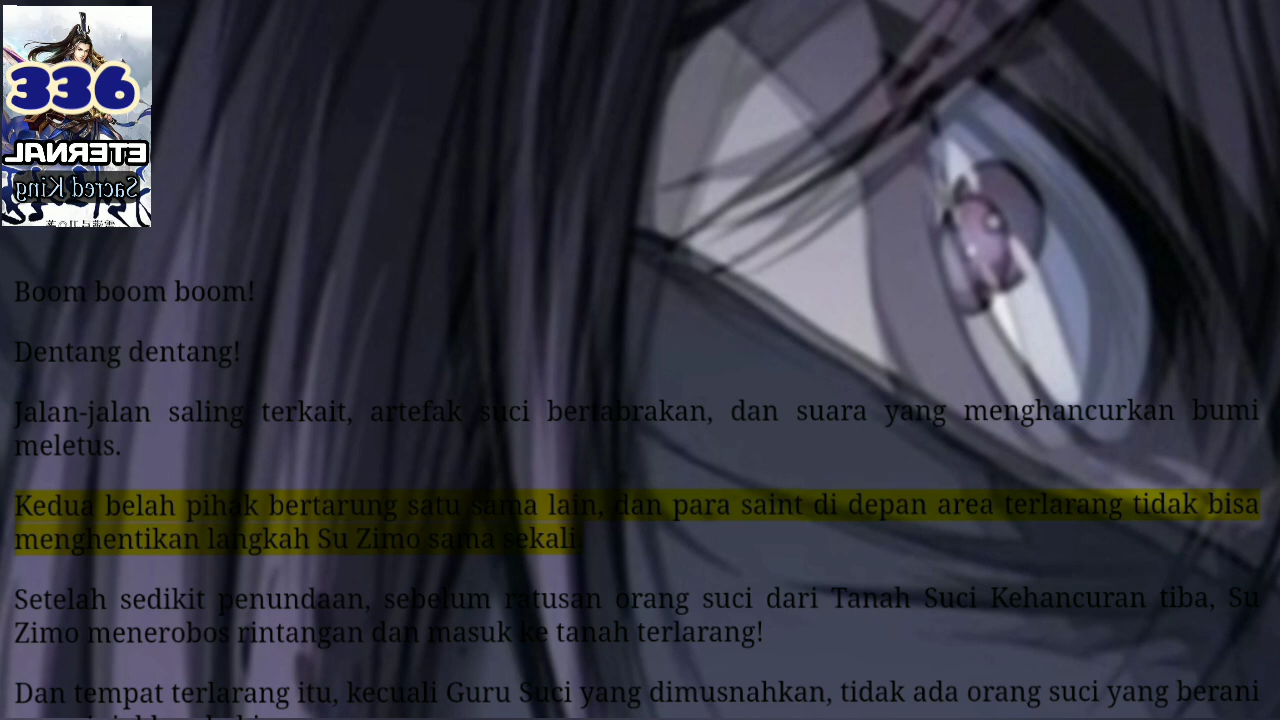 336
ETERNAL
Sacred King
Boom boom boom!
Dentang dentang!
Jalan-jalan saling terkait, artefak suci bertabrakan, dan suara yang menghancurkan bumi
meletus.
Kedua belah pihak bertarung satu sama lain, dan para saint di depan area terlarang tidak bisa
menghentikan langkah Su Zimo sama sekali.
Setelah sedikit penundaan, sebelum ratusan orang suci dari Tanah Suci Kehancuran tiba, Su
Zimo menerobos rintangan dan masuk ke tanah terlarang!
Dan tempat terlarang itu, kecuali Guru Suci yang dimusnahkan, tidak ada orang suci yang berani